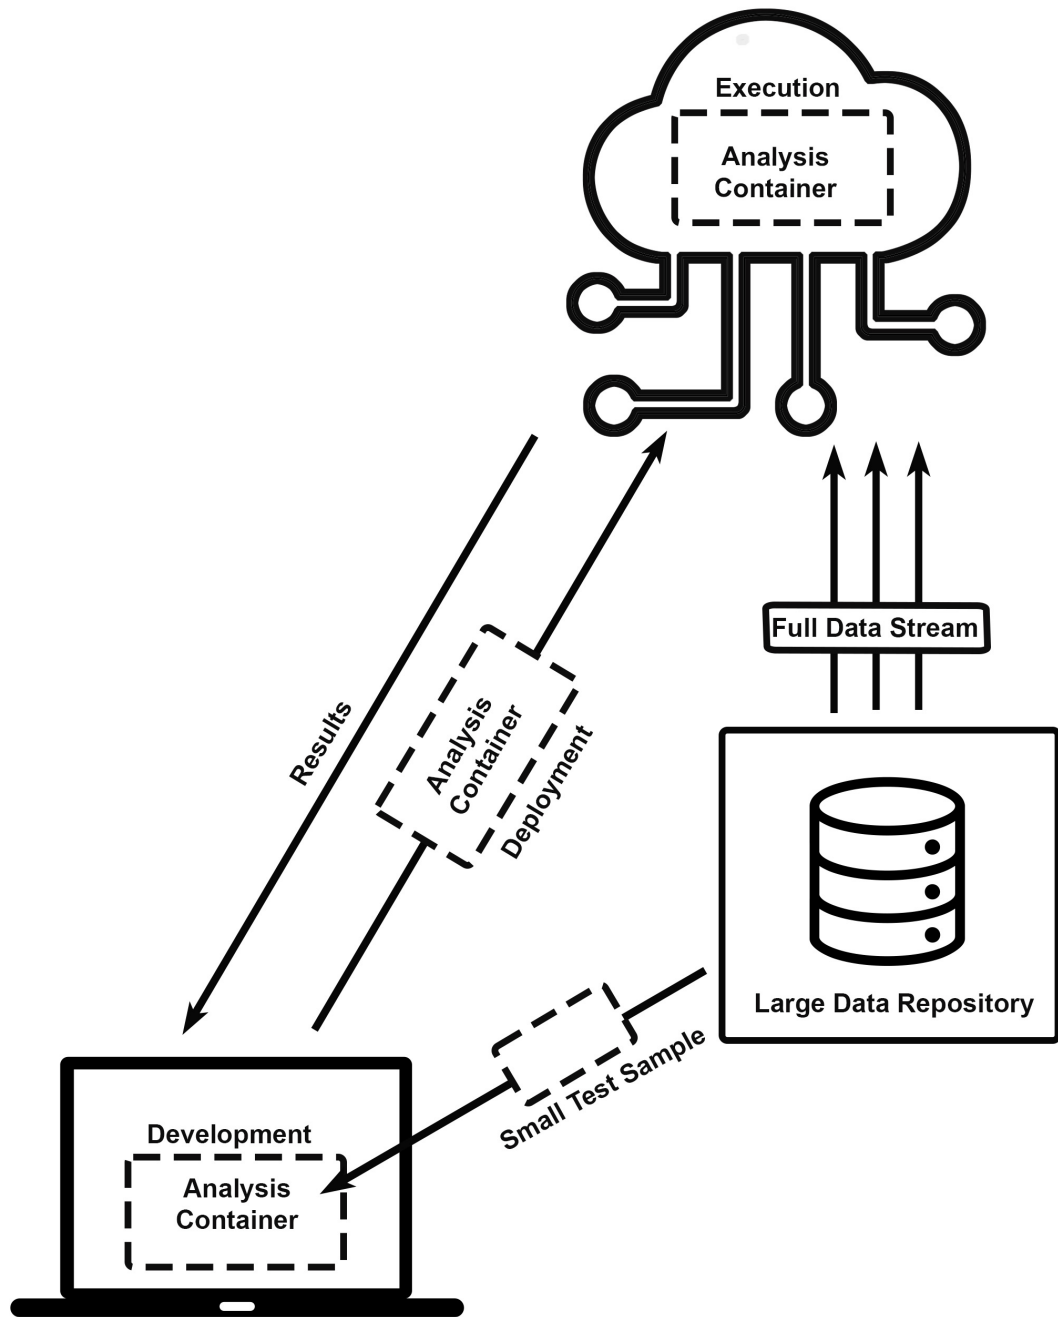 Execution
Analysis
Container
Full Data Stream
Results
Analysis
Container
Deployment
Large Data Repository
Small Test Sample
Development
Analysis
Container